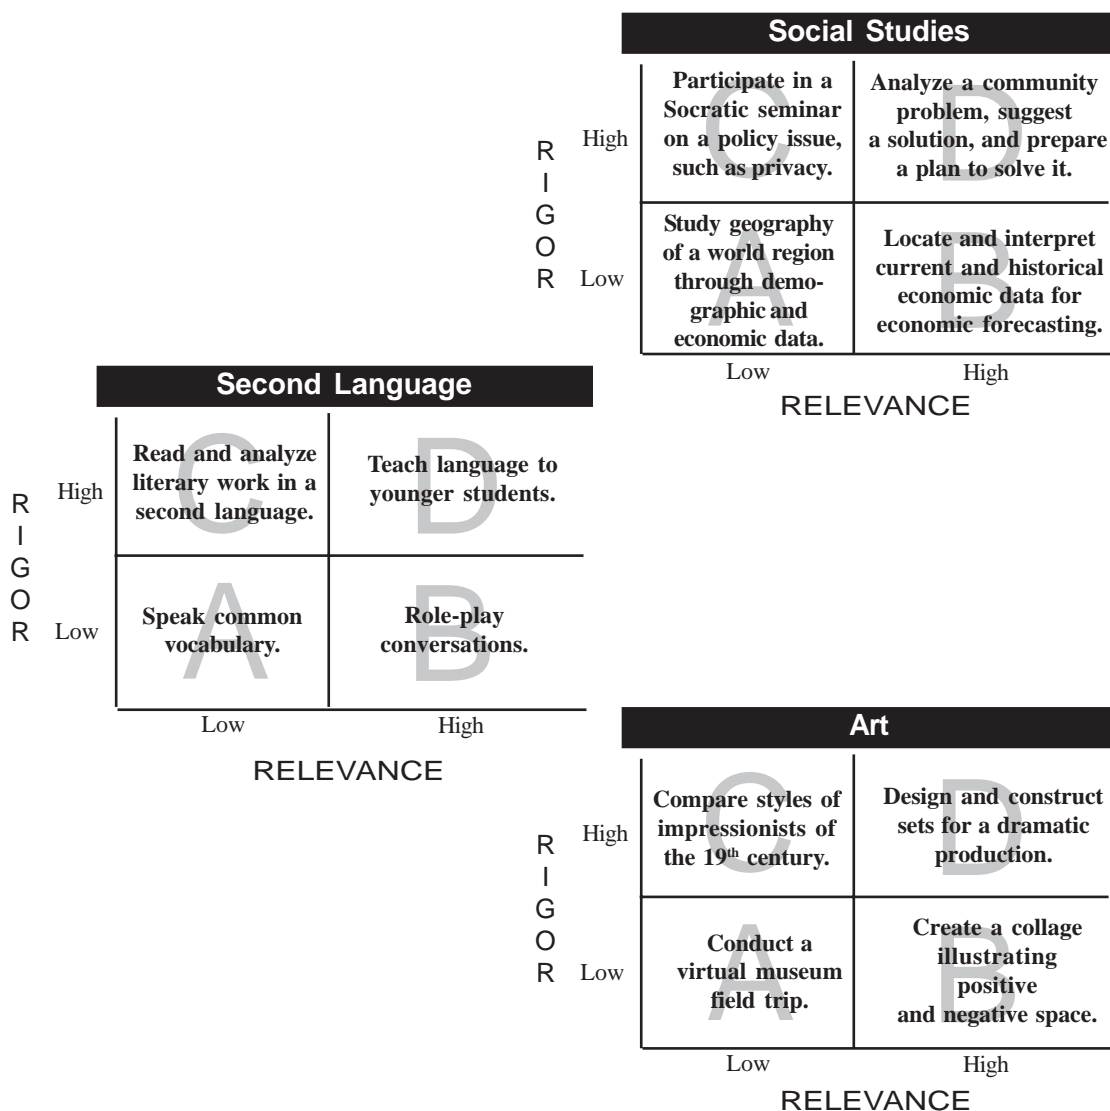 Social Studies
R
I
G
O
R
High
Low
C
Participate in a
Socratic seminar
on a policy issue,
such as privacy.
D
Analyze a community
problem, suggest
a solution, and prepare
a plan to solve it.
A
Study geography
of a world region
through demo-
graphic and
economic data.
B
Locate and interpret
current and historical
economic data for
economic forecasting.
Low
High
RELEVANCE
Second Language
R
I
G
O
R
High
Low
C
Read and analyze
literary work in a
second language.
D
Teach language to
younger students.
A
Speak common
vocabulary.
B
Role-play
conversations.
Low
High
RELEVANCE
Art
R
I
G
O
R
High
Low
C
Compare styles of
impressionists of
the 19th century.
D
Design and construct
sets for a dramatic
production.
A
Conduct a
virtual museum
field trip.
B
Create a collage
illustrating
positive
and negative space.
Low
High
RELEVANCE